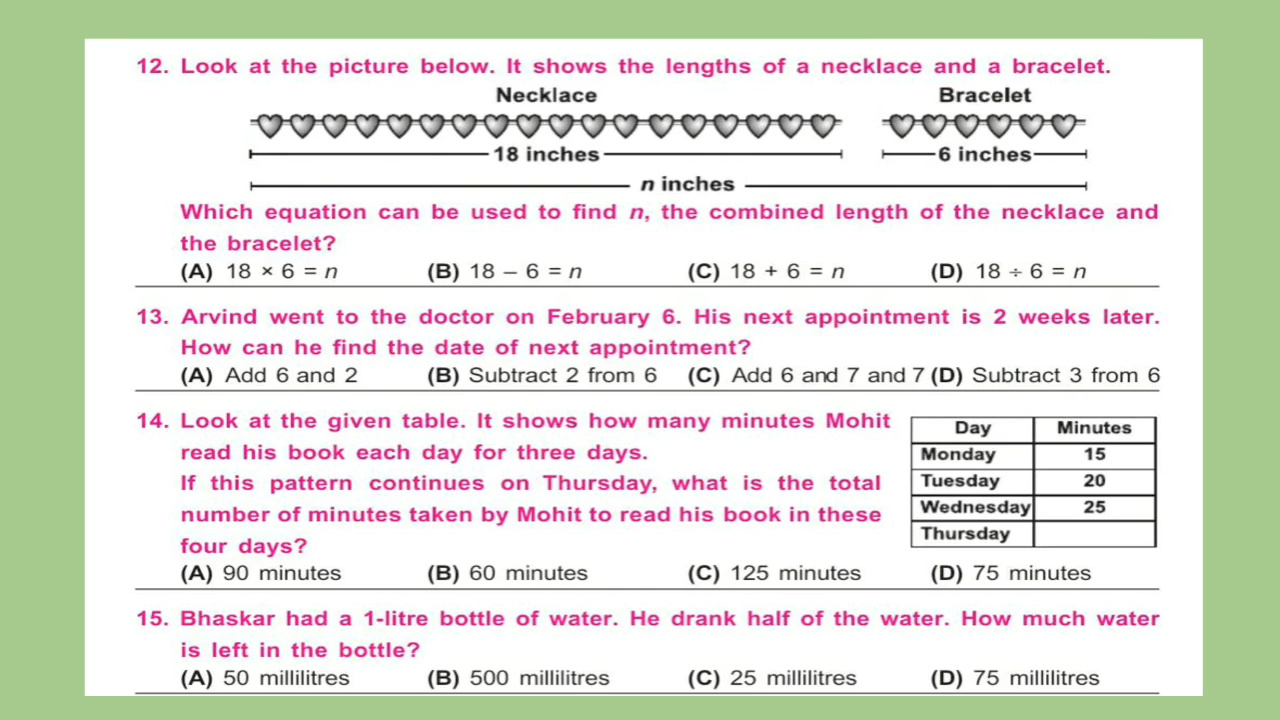 12. Look at the picture below. It shows the lengths of a necklace and a bracelet.
Necklace Bracelet
18 inches 6 inches
n inches
Which equation can be used to find n, the combined length of the necklace and
the bracelet?
(A) 18 × 6 = n (B) 18 – 6 = n (C) 18 + 6 = n (D) 18 ÷ 6 = n
13. Arvind went to the doctor on February 6. His next appointment is 2 weeks later.
How can he find the date of next appointment?
(A) Add 6 and 2 (B) Subtract 2 from 6 (C) Add 6 and 7 and 7 (D) Subtract 3 from 6
14. Look at the given table. It shows how many minutes Mohit
read his book each day for three days.
If this pattern continues on Thursday, what is the total
number of minutes taken by Mohit to read his book in these
four days?
Day Minutes
Monday 15
Tuesday 20
Wednesday 25
Thursday
(A) 90 minutes (B) 60 minutes (C) 125 minutes (D) 75 minutes
15. Bhaskar had a 1-litre bottle of water. He drank half of the water. How much water
is left in the bottle?
(A) 50 millilitres (B) 500 millilitres (C) 25 millilitres (D) 75 millilitres